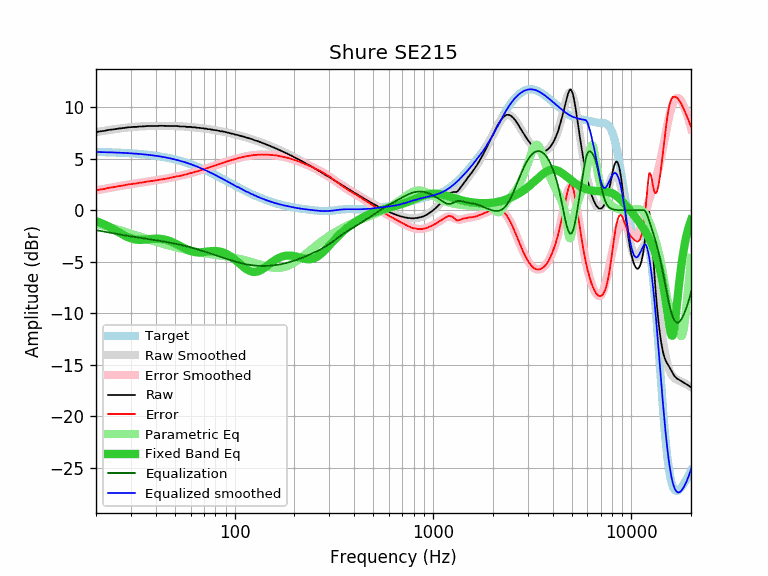 Shure SE215
Amplitude (dBr)
10
5
0
−5
−10
−15
−20
−25
Target
Raw Smoothed
Error Smoothed
Raw
Error
Parametric Eq
Fixed Band Eq
Equalization
Equalized smoothed
100
1000
10000
Frequency (Hz)